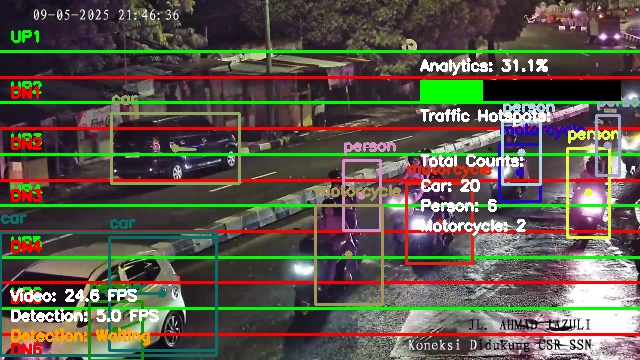 09-05-2025 21:46:36
UP1
Analytics: 31.1%
DN1
car
person
Traffic Hotspots:
motorcycle
person
DN2
person
Total Counts:
motorcycle
motorcycle
Car: 20
DN3
Person: 6
car
car
Motorcycle: 2
DN4
Video: 24.6 FPS
Detection: 5.0 FPS
Detection: Waiting
JL. AHMAD JAZULI
Koneksi Didukung CSR SSN
DN5